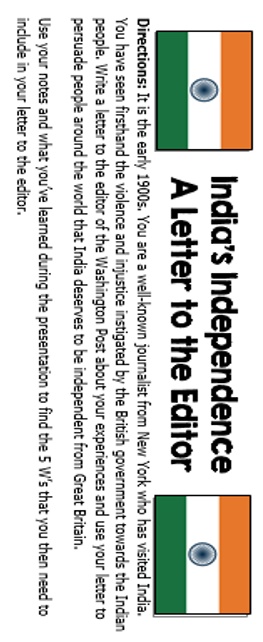 India's Independence
A Letter to the Editor
Directions: It is the early 1900s. You are a well-known journalist from New York who has visited India.
You have seen firsthand the violence and injustice instigated by the British government towards the Indian
people. Write a letter to the editor of the Washington Post about your experiences and use your letter to
persuade people around the world that India deserves to be independent from Great Britain.
Use your notes and what you've learned during the presentation to find the 5 W's that you then need to
include in your letter to the editor.